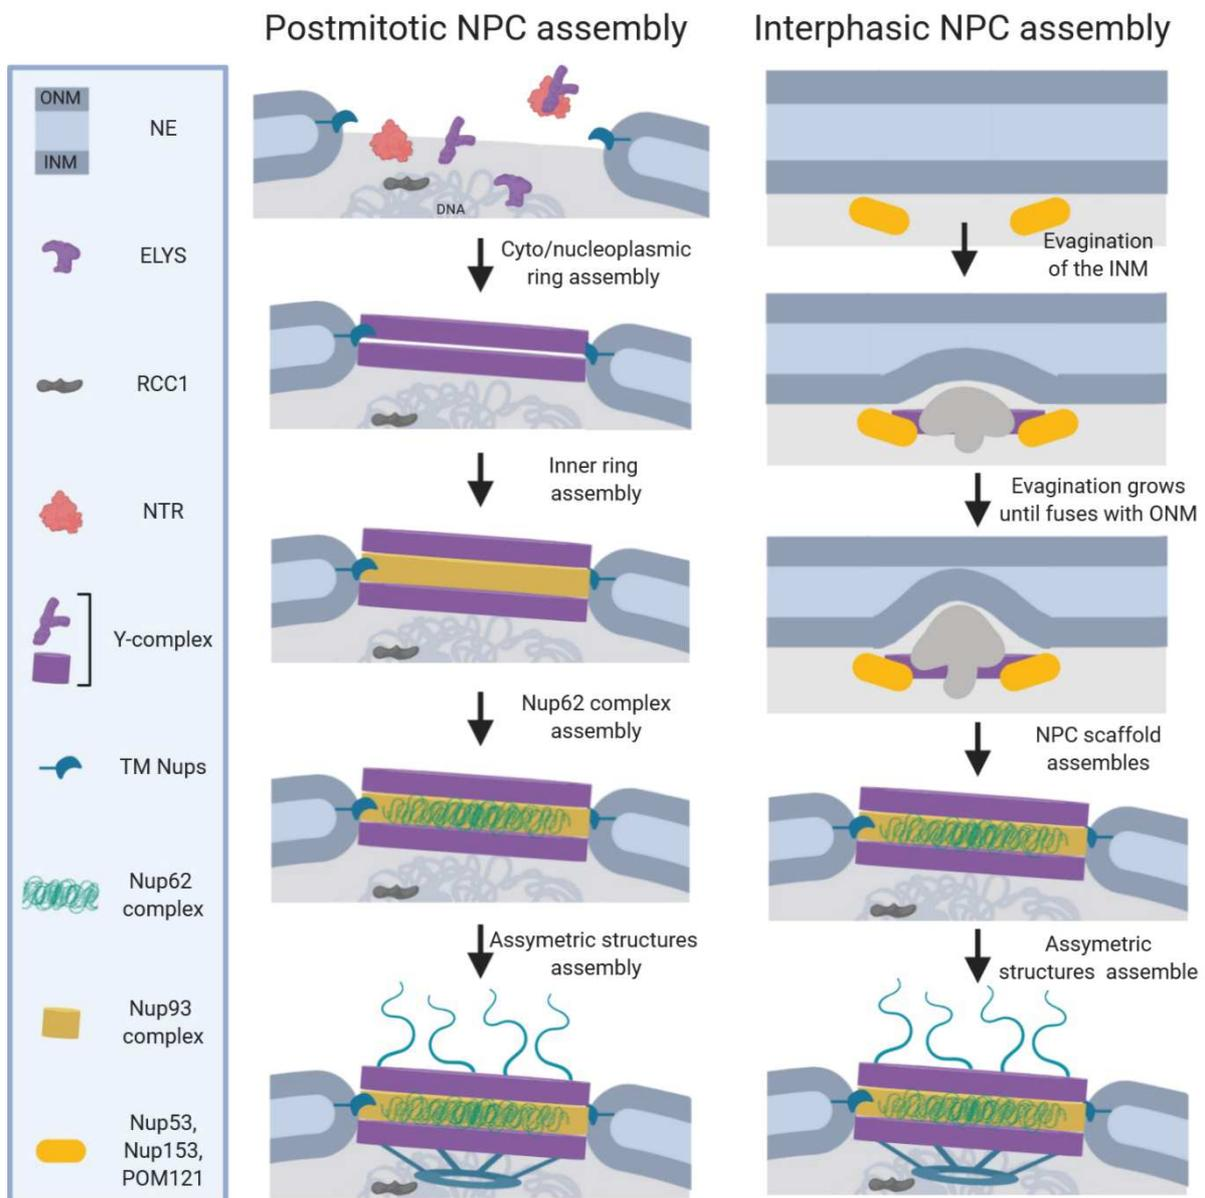 Postmitotic NPC assembly
Interphasic NPC assembly
ONM
NE
INM
ELYS
RCC1
NTR
Y-complex
TM Nups
Nup62
complex
Nup93
complex
Nup53,
Nup153,
POM121
DNA
Cyto/nucleoplasmic
ring assembly
Inner ring
assembly
Nup62 complex
assembly
Assymetric structures
assembly
Evagination
of the INM
Evagination grows
until fuses with ONM
NPC scaffold
assembles
Assymetric
structures assemble